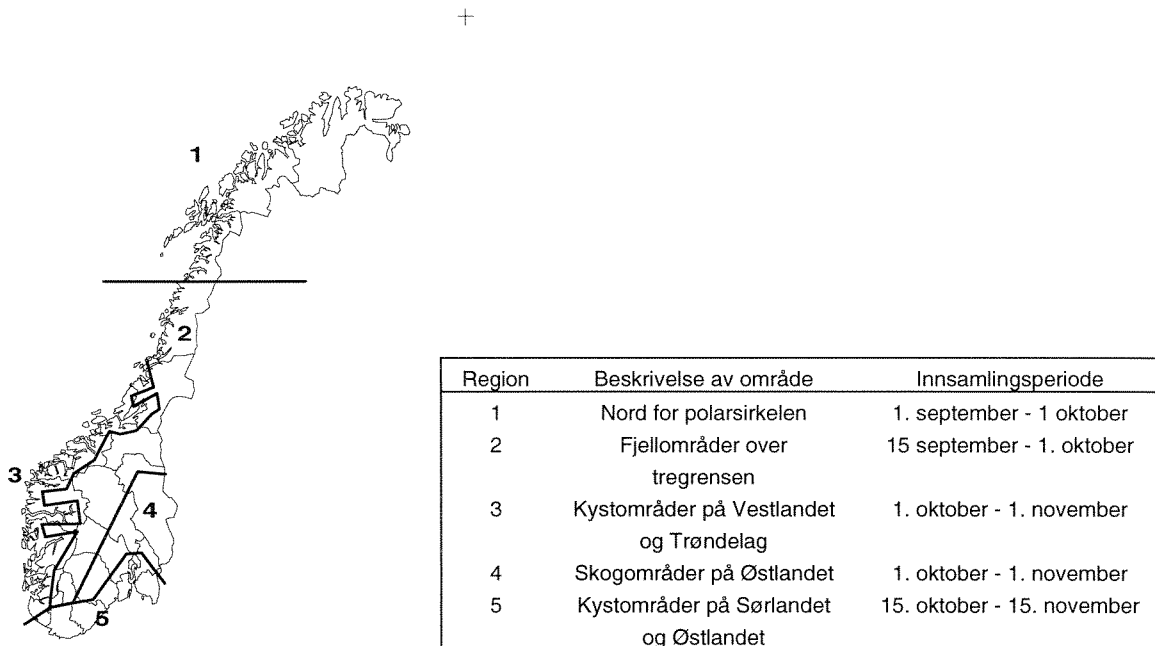 1
2
3
4
5
Region Beskrivelse av område Innsamlingsperiode
1 Nord for polarsirkelen 1. september - 1 oktober
2 Fjellområder over 15 september - 1. oktober
tregrensen
3 Kystområder på Vestlandet 1. oktober - 1. november
og Trøndelag
4 Skogområder på Østlandet 1. oktober - 1. november
5 Kystområder på Sørlandet 15. oktober - 15. november
og Østlandet